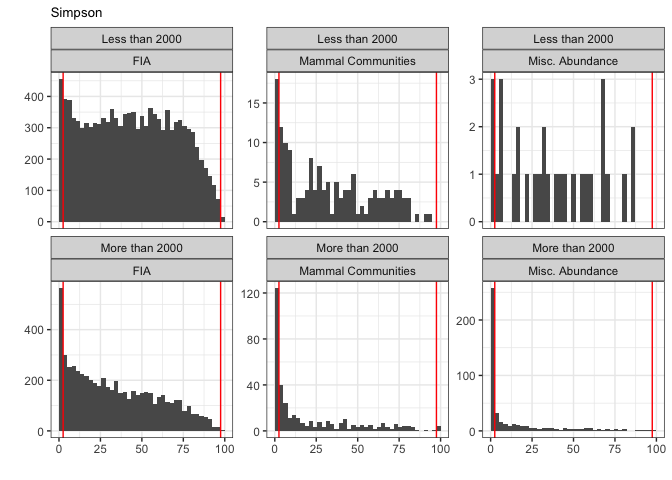 Simpson
Less than 2000 Less than 2000 Less than 2000
FIA Mammal Communities Misc. Abundance
400 300 200 100 0
15 10 5 0
3 2 1 0
More than 2000 More than 2000 More than 2000
FIA Mammal Communities Misc. Abundance
400 200 0
120 80 40 0
200 100 0
0 25 50 75 100 0 25 50 75 100 0 25 50 75 100